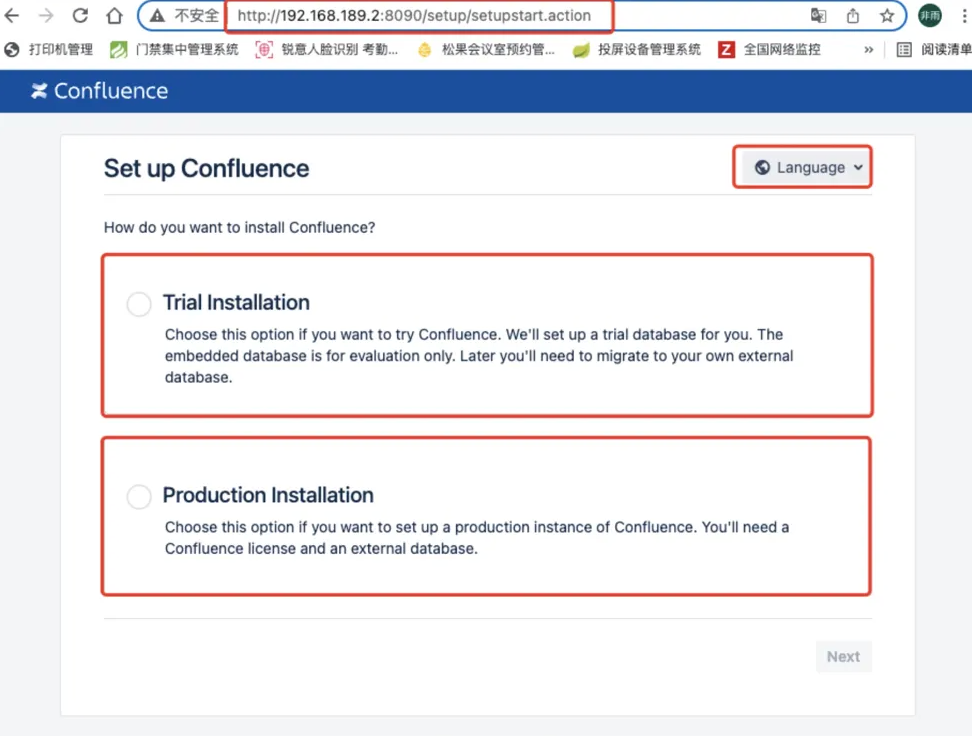 不安全 http://192.168.189.2:8090/setup/setupstart.action 非雨
打印机管理 门禁集中管理系统 锐意人脸识别 考勤... 松果会议室预约管... 投屏设备管理系统 Z 全国网络监控 » 阅读清单
Confluence
Set up Confluence
Language
How do you want to install Confluence?
Trial Installation
Choose this option if you want to try Confluence. We'll set up a trial database for you. The
embedded database is for evaluation only. Later you'll need to migrate to your own external
database.
Production Installation
Choose this option if you want to set up a production instance of Confluence. You'll need a
Confluence license and an external database.
Next